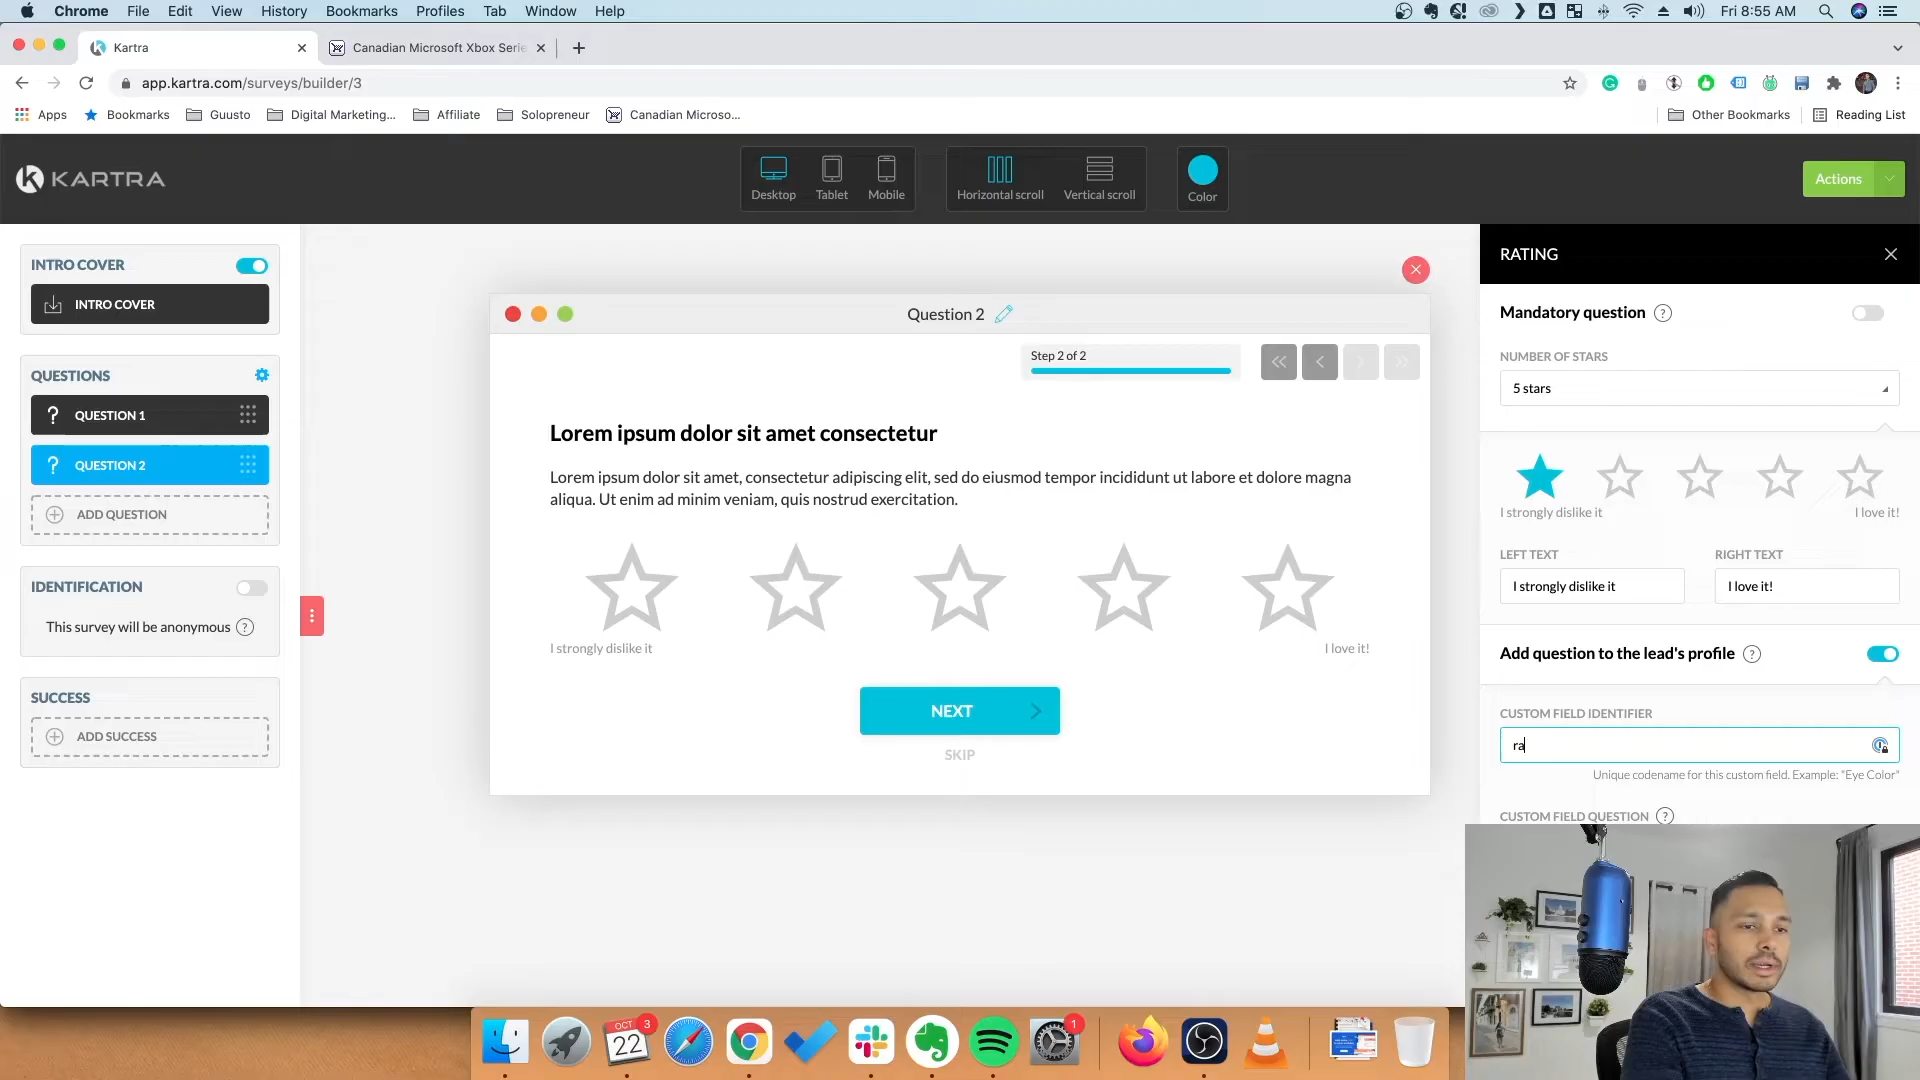 Chrome File Edit View History Bookmarks Profiles Tab Window Help
Fri 8:55 AM
Kartra
Canadian Microsoft Xbox Serie
app.kartra.com/surveys/builder/3
Apps Bookmarks Guusto Digital Marketing... Affiliate Solopreneur Canadian Microso... Other Bookmarks Reading List
KARTRA
Desktop Tablet Mobile Horizontal scroll Vertical scroll Color
Actions
INTRO COVER
INTRO COVER
QUESTIONS
QUESTION 1
QUESTION 2
ADD QUESTION
IDENTIFICATION
This survey will be anonymous ?
SUCCESS
ADD SUCCESS
Question 2
Step 2 of 2
Lorem ipsum dolor sit amet consectetur
Lorem ipsum dolor sit amet, consectetur adipiscing elit, sed do eiusmod tempor incididunt ut labore et dolore magna
aliqua. Ut enim ad minim veniam, quis nostrud exercitation.
I strongly dislike it I love it!
NEXT
SKIP
RATING
Mandatory question ?
NUMBER OF STARS
5 stars
I strongly dislike it I love it!
LEFT TEXT RIGHT TEXT
I strongly dislike it I love it!
Add question to the lead's profile ?
CUSTOM FIELD IDENTIFIER
ra
Unique codename for this custom field. Example: "Eye Color"
CUSTOM FIELD QUESTION ?
OCT 3
22
1